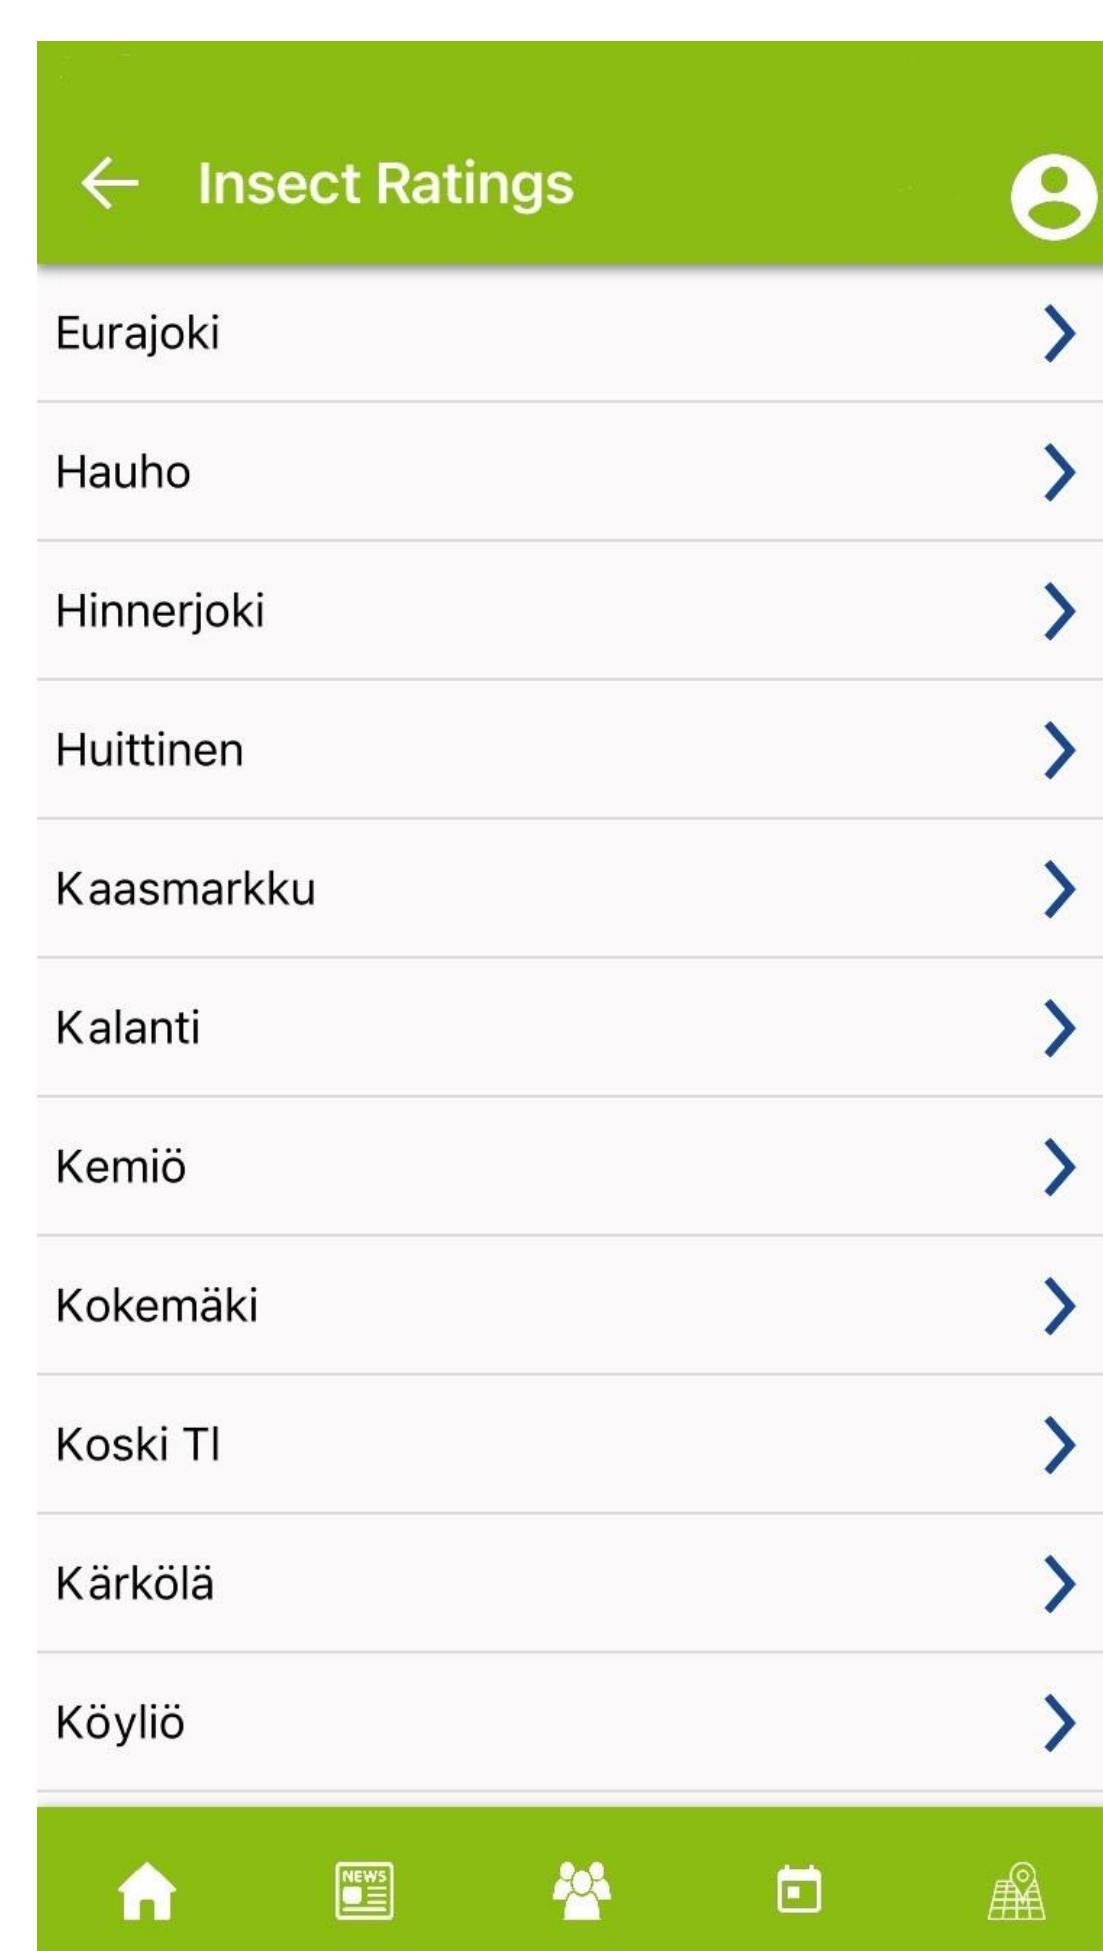 Insect Ratings
Eurajoki
Hauho
Hinnerjoki
Huittinen
Kaasmarkku
Kalanti
Kemiö
Kokemäki
Koski Tl
Kärkölä
Köyliö
NEWS